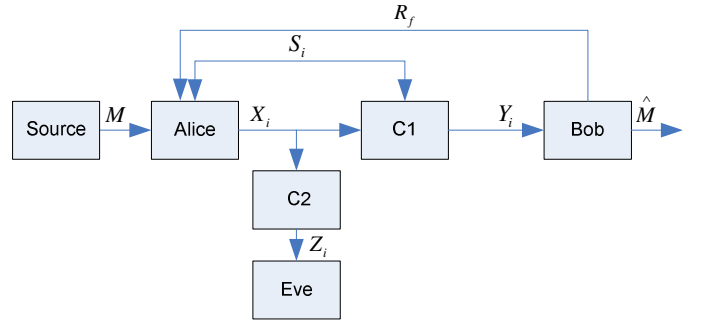 R_f
S_i
Source M Alice X_i C1 Y_i Bob M̂
C2
Z_i
Eve